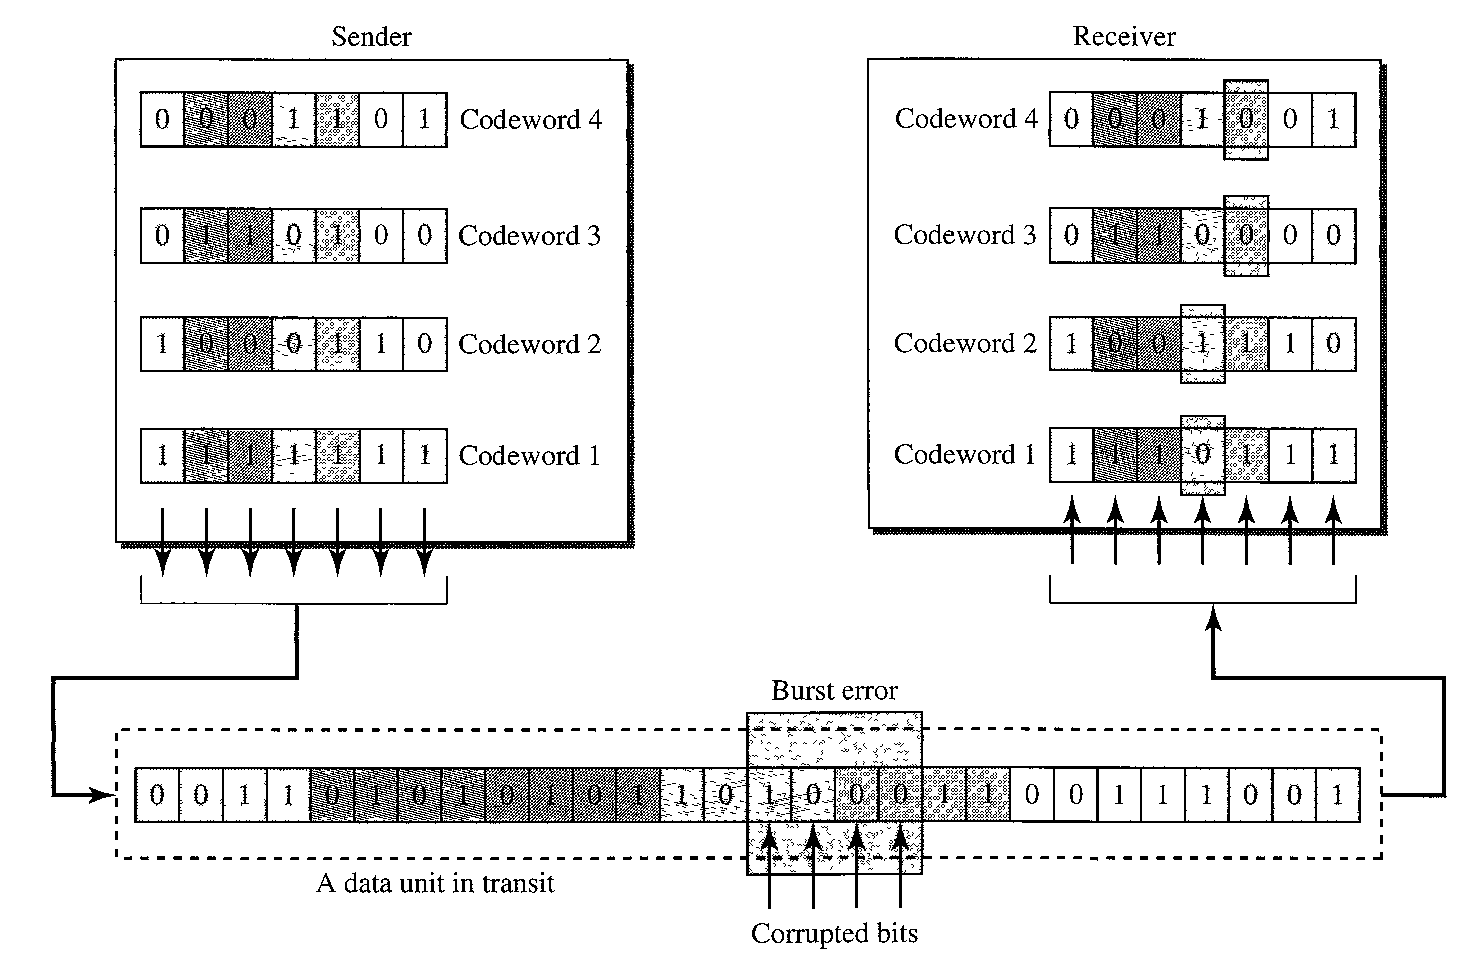 Sender
0 0 0 1 1 0 1 Codeword 4
0 1 1 0 1 0 0 Codeword 3
1 0 0 0 1 1 0 Codeword 2
1 1 1 1 1 1 1 Codeword 1
Receiver
Codeword 4 0 0 0 1 0 0 1
Codeword 3 0 1 1 0 0 0 0
Codeword 2 1 0 0 1 1 1 0
Codeword 1 1 1 1 0 1 1 1
Burst error
0 0 1 1 0 1 0 1 0 1 0 1 1 0 1 0 0 0 1 1 0 0 1 1 1 0 0 1
A data unit in transit
Corrupted bits